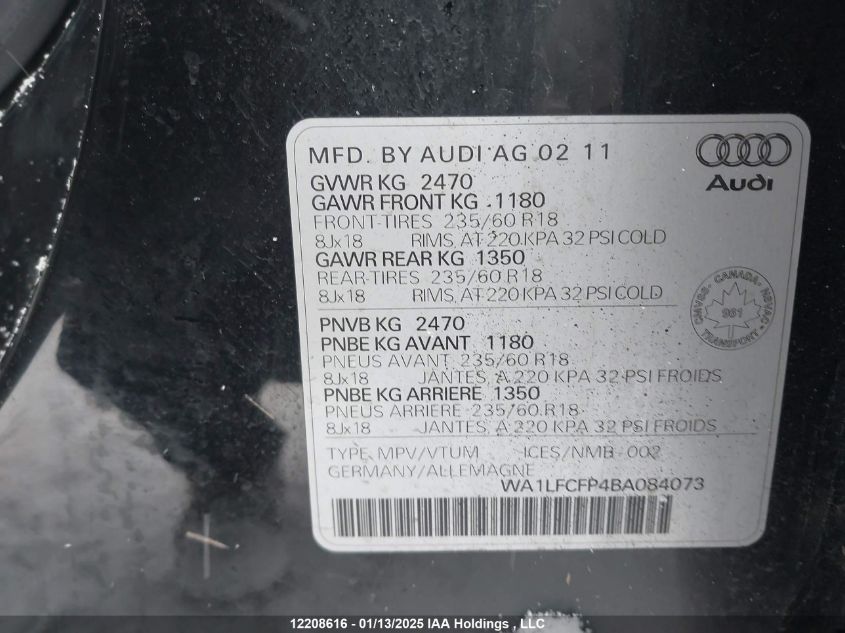 MFD. BY AUDI AG 02 11
Audi
GVWR KG 2470
GAWR FRONT KG 1180
FRONT-TIRES 235/60 R18
8Jx18 RIMS, AT 220 KPA 32 PSI COLD
GAWR REAR KG 1350
REAR-TIRES 235/60 R18
8Jx18 RIMS, AT 220 KPA 32 PSI COLD
CMVSS - CANADA - NSVAC
961
TRANSPORT
PNVB KG 2470
PNBE KG AVANT 1180
PNEUS AVANT 235/60 R18
8Jx18 JANTES, A 220 KPA 32 PSI FROIDS
PNBE KG ARRIERE 1350
PNEUS ARRIERE 235/60 R18
8Jx18 JANTES, A 220 KPA 32 PSI FROIDS
TYPE MPV/VTUM ICES/NMB-002
GERMANY/ALLEMAGNE
WA1LFCFP4BA084073
12208616 - 01/13/2025 IAA Holdings , LLC